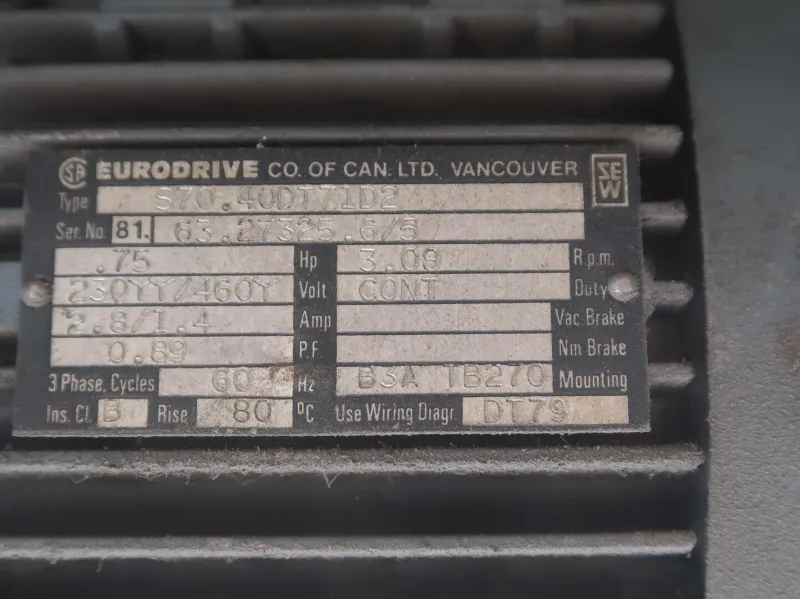 SA EURODRIVE CO. OF CAN. LTD. VANCOUVER SEW
Type S70.40DT71D2
Ser. No. 81. 63.27325.6/5
.75 Hp 3.08 R.p.m.
230YY/460Y Volt CONT Duty
2.8/1.4 Amp Vac. Brake
0.89 P.F. Nm Brake
3 Phase, Cycles 60 Hz B3A TB270 Mounting
Ins. Cl. B Rise 80 °C Use Wiring Diagr DT79